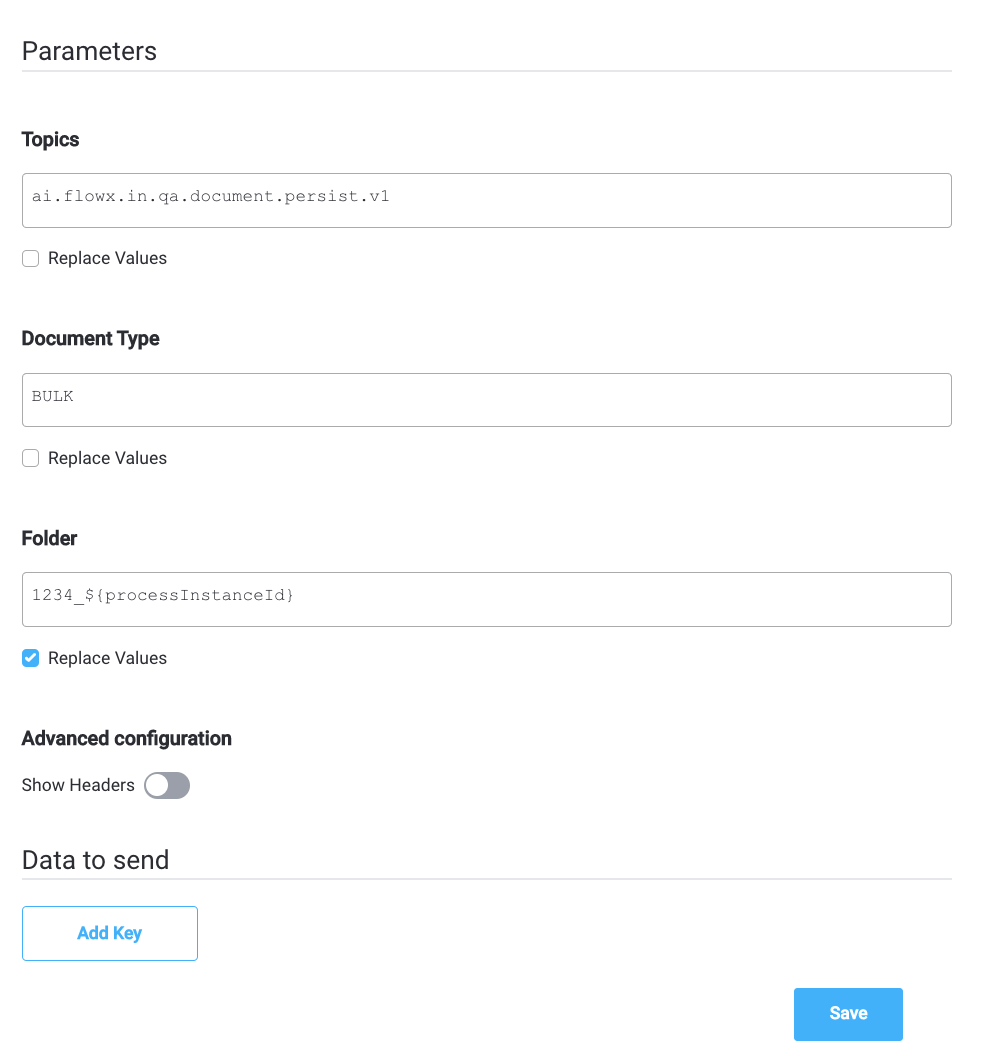 Parameters
Topics
ai.flowx.in.qa.document.persist.v1
Replace Values
Document Type
BULK
Replace Values
Folder
1234_${processInstanceId}
Replace Values
Advanced configuration
Show Headers
Data to send
Add Key
Save